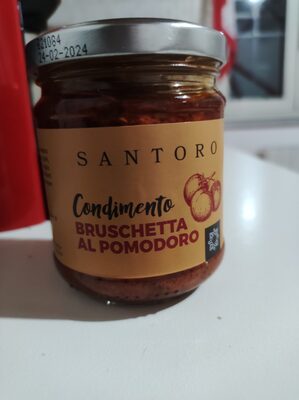 24-02-2024
SANTORO
Condimento
BRUSCHETTA
AL POMODORO